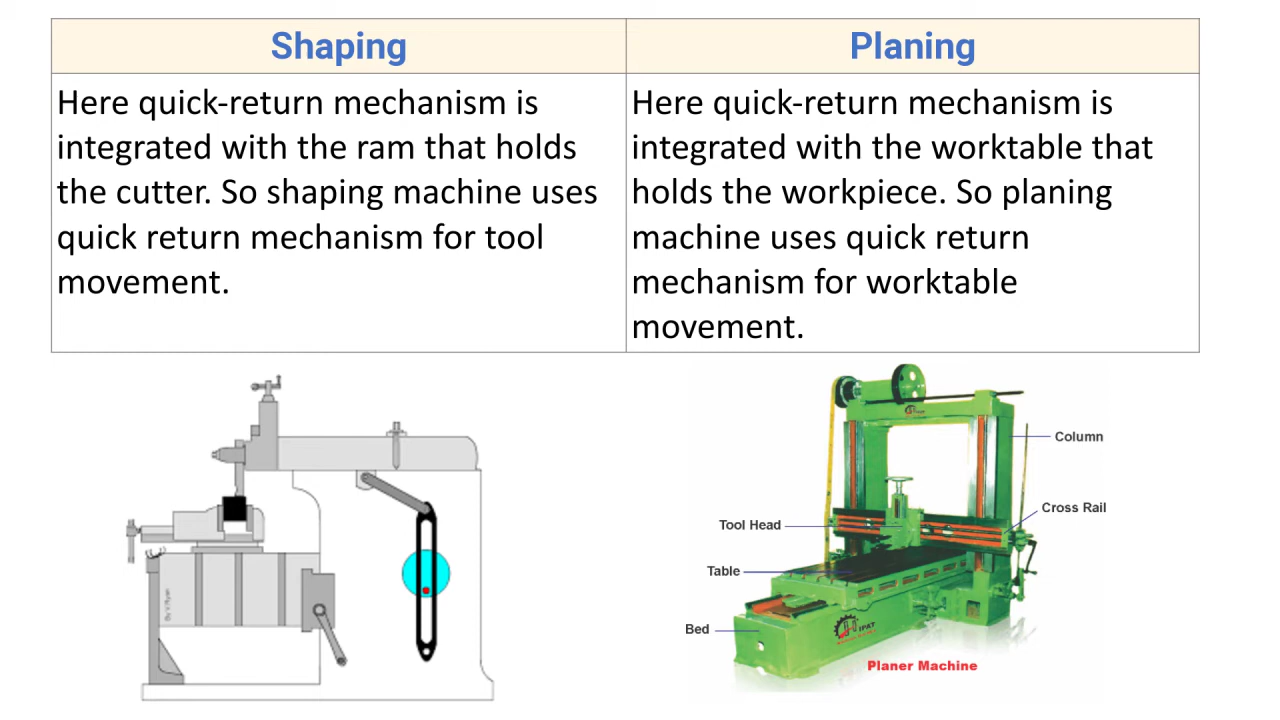 Shaping
Planing
Here quick-return mechanism is
integrated with the ram that holds
the cutter. So shaping machine uses
quick return mechanism for tool
movement.
Here quick-return mechanism is
integrated with the worktable that
holds the workpiece. So planing
machine uses quick return
mechanism for worktable
movement.
By V.Ryan
Column
Cross Rail
Tool Head
Table
Bed
IPAT
Planer Machine